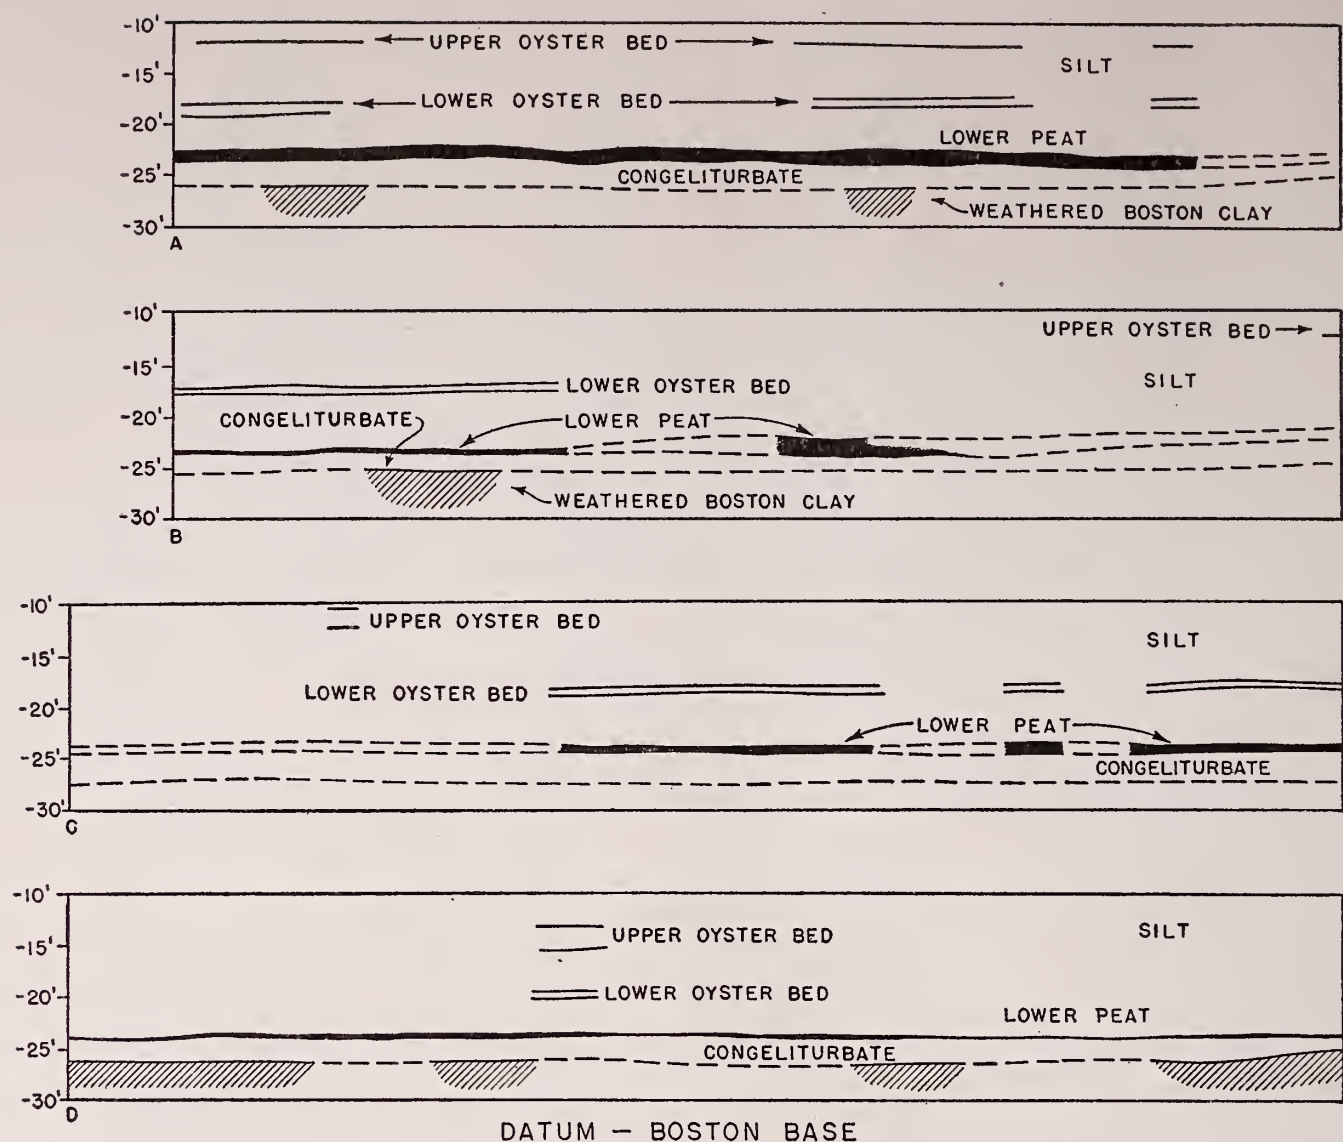 -10'
UPPER OYSTER BED
SILT
-15'
LOWER OYSTER BED
-20'
LOWER PEAT
-25'
CONGELITURBATE
WEATHERED BOSTON CLAY
-30'
A
-10'
UPPER OYSTER BED
-15'
LOWER OYSTER BED
SILT
-20'
CONGELITURBATE
LOWER PEAT
-25'
WEATHERED BOSTON CLAY
-30'
B
-10'
UPPER OYSTER BED
SILT
-15'
LOWER OYSTER BED
-20'
LOWER PEAT
-25'
CONGELITURBATE
-30'
C
-10'
UPPER OYSTER BED
SILT
-15'
-20'
LOWER OYSTER BED
LOWER PEAT
-25'
CONGELITURBATE
-30'
D
DATUM – BOSTON BASE